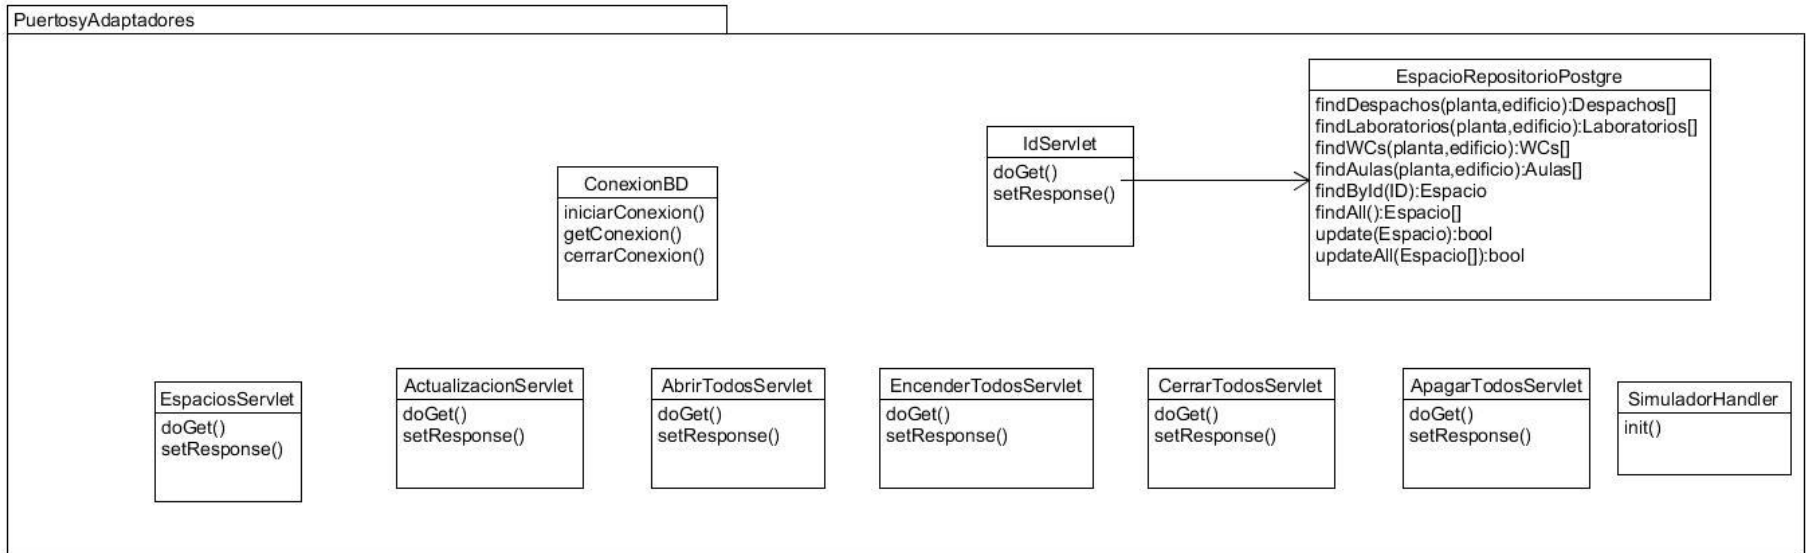 PuertosyAdaptadores
EspacioRepositorioPostgre
findDespachos(planta,edificio):Despachos[]
findLaboratorios(planta,edificio):Laboratorios[]
findWCs(planta,edificio):WCs[]
findAulas(planta,edificio):Aulas[]
findById(ID):Espacio
findAll():Espacio[]
update(Espacio):bool
updateAll(Espacio[]):bool
IdServlet
doGet()
setResponse()
ConexionBD
iniciarConexion()
getConexion()
cerrarConexion()
EspaciosServlet
doGet()
setResponse()
ActualizacionServlet
doGet()
setResponse()
AbrirTodosServlet
doGet()
setResponse()
EncenderTodosServlet
doGet()
setResponse()
CerrarTodosServlet
doGet()
setResponse()
ApagarTodosServlet
doGet()
setResponse()
SimuladorHandler
init()